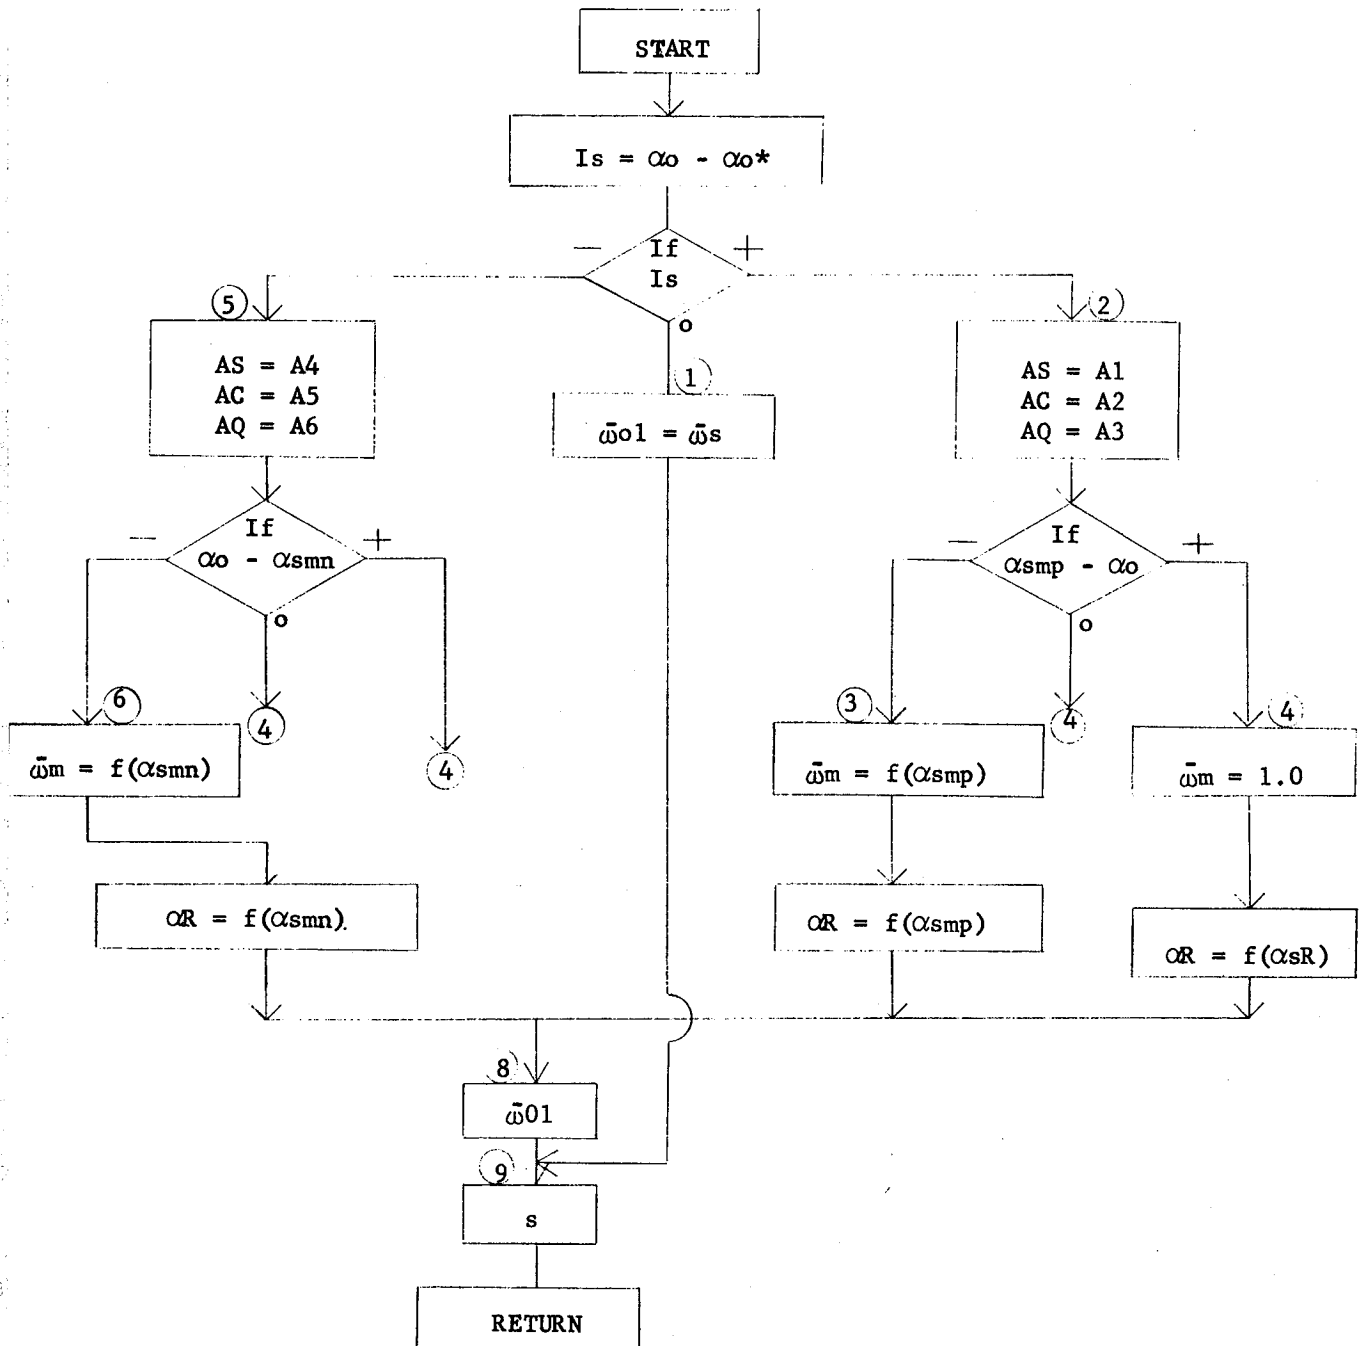 START
Is = αo - αo*
− If +
Is
o
5
2
AS = A4
AC = A5
AQ = A6
1
ω̄o1 = ω̄s
AS = A1
AC = A2
AQ = A3
− If +
αo - αsmn
o
− If +
αsmp - αo
o
6
4
4
3
4
4
ω̄m = f(αsmn)
ω̄m = f(αsmp)
ω̄m = 1.0
αR = f(αsmn).
αR = f(αsmp)
αR = f(αsR)
8
ω̄01
9
s
RETURN